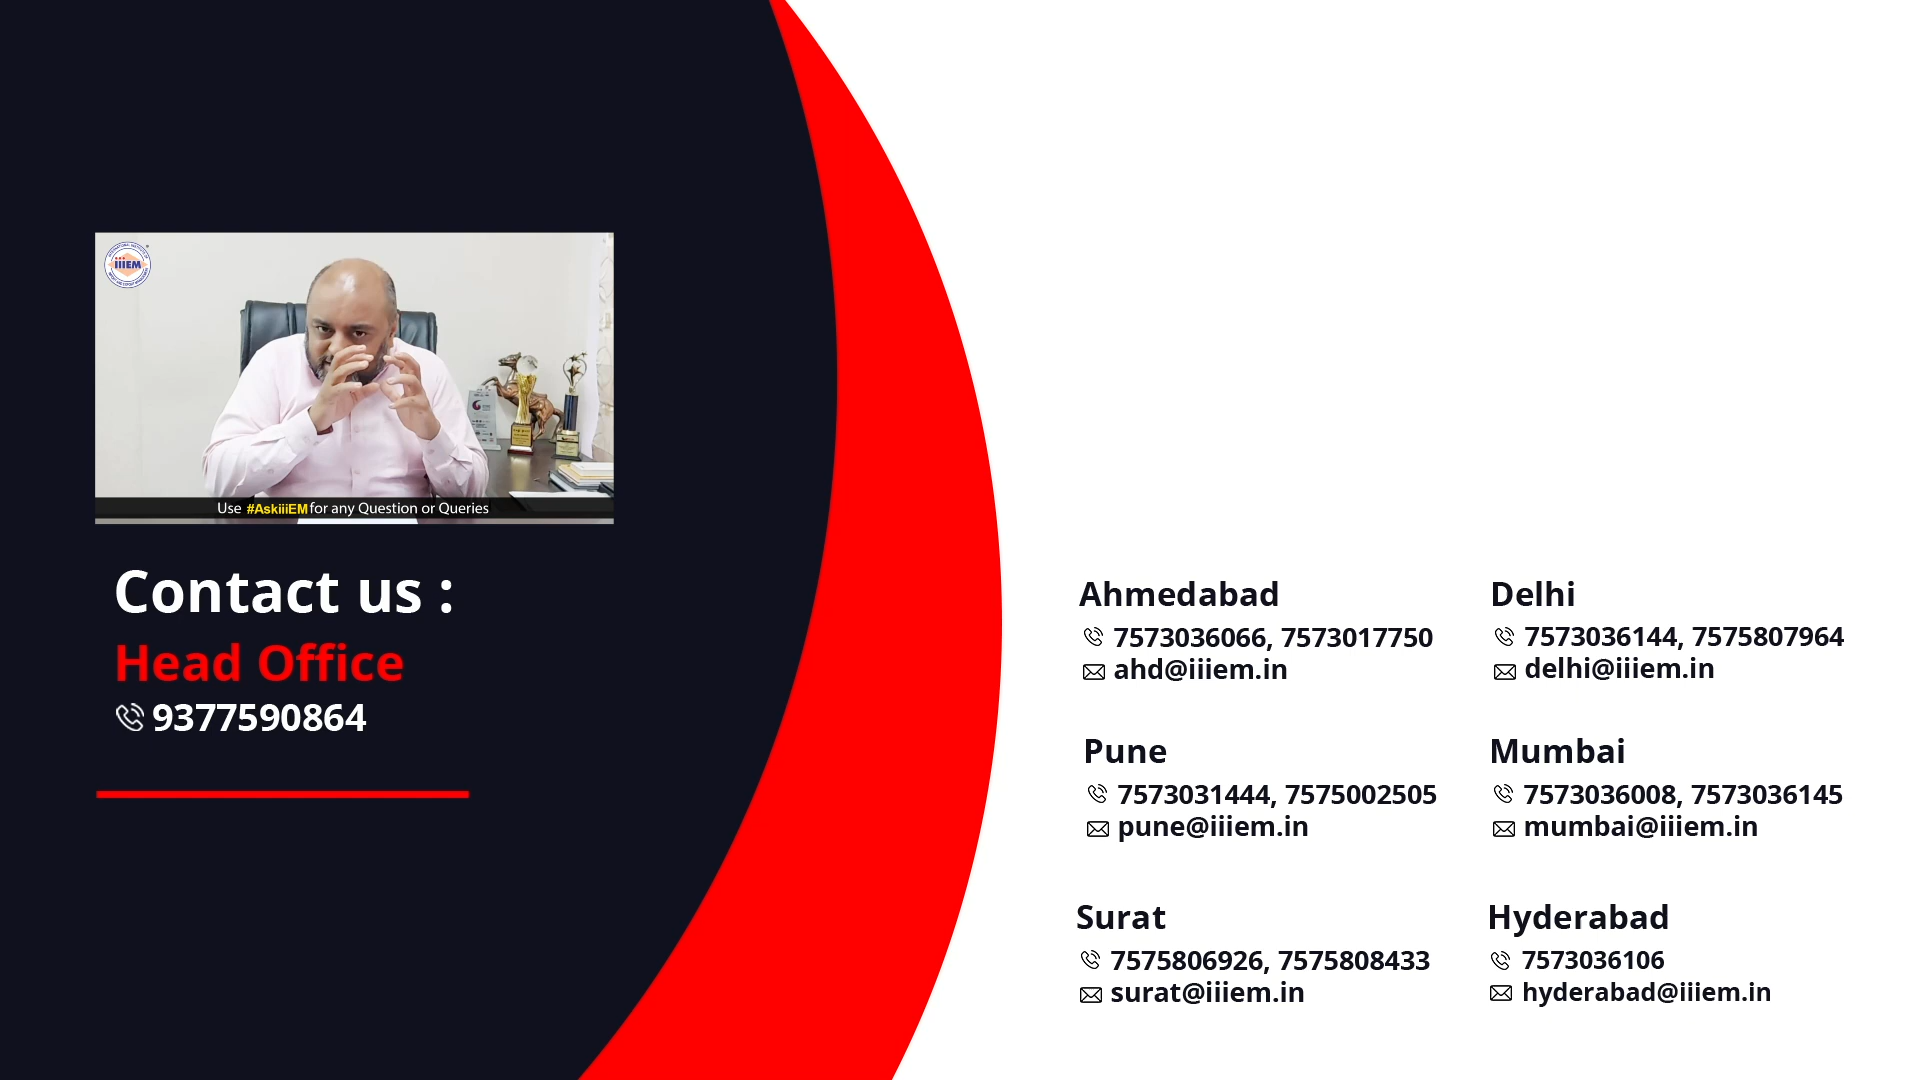 iiiEM
Use #AskiiiEM for any Question or Queries
Contact us :
Head Office
9377590864
Ahmedabad
7573036066, 7573017750
ahd@iiiem.in
Delhi
7573036144, 7575807964
delhi@iiiem.in
Pune
7573031444, 7575002505
pune@iiiem.in
Mumbai
7573036008, 7573036145
mumbai@iiiem.in
Surat
7575806926, 7575808433
surat@iiiem.in
Hyderabad
7573036106
hyderabad@iiiem.in